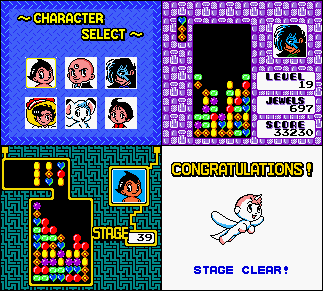 ~ CHARACTER
SELECT ~
LEVEL
19
JEWELS
697
SCORE
33230
STAGE 39
CONGRATULATIONS!
STAGE CLEAR!